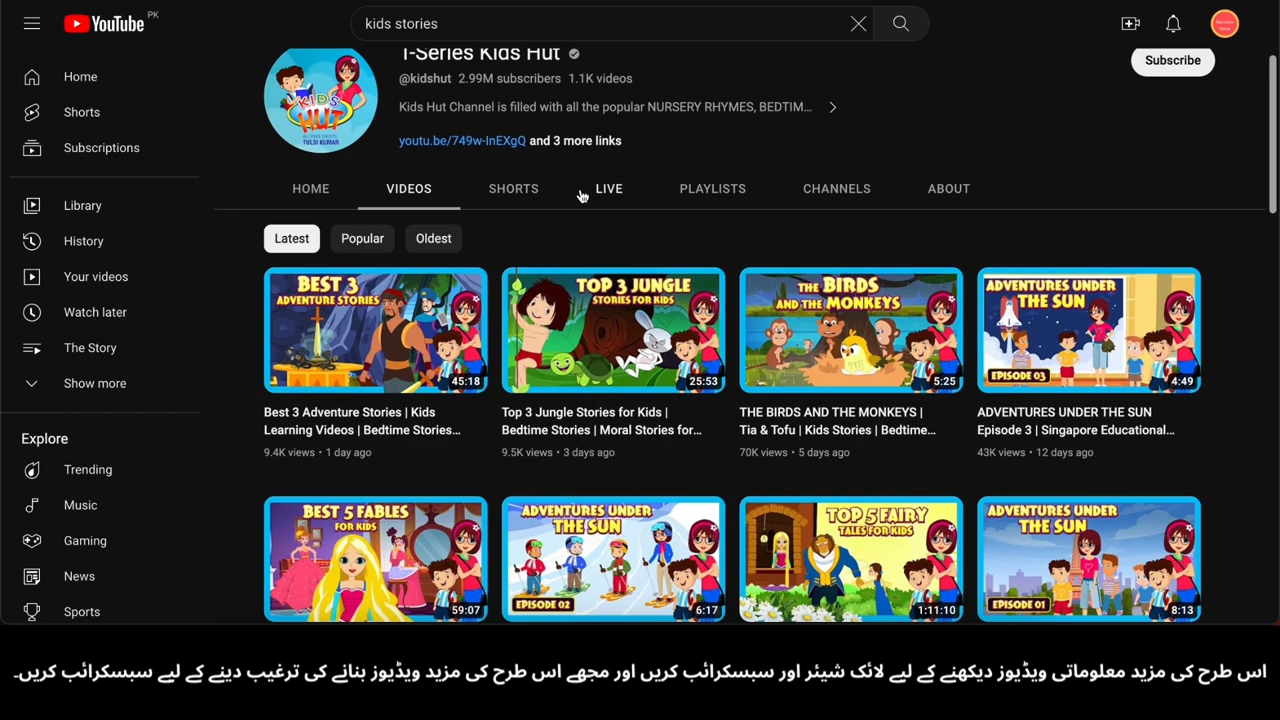 YouTube PK
kids stories
T-Series Kids Hut
@kidshut 2.99M subscribers 1.1K videos
Subscribe
Kids Hut Channel is filled with all the popular NURSERY RHYMES, BEDTIM...
youtu.be/749w-InEXgQ and 3 more links
KIDS
HUT
TULSI KUMAR
HOME VIDEOS SHORTS LIVE PLAYLISTS CHANNELS ABOUT
Latest Popular Oldest
Home
Shorts
Subscriptions
Library
History
Your videos
Watch later
The Story
Show more
Explore
Trending
Music
Gaming
News
Sports
BEST 3
ADVENTURE STORIES
45:18
TOP 3 JUNGLE
STORIES FOR KIDS
25:53
THE BIRDS
AND THE MONKEYS
5:25
ADVENTURES UNDER
THE SUN
EPISODE 03
4:49
Best 3 Adventure Stories | Kids
Learning Videos | Bedtime Stories...
9.4K views • 1 day ago
Top 3 Jungle Stories for Kids |
Bedtime Stories | Moral Stories for...
9.5K views • 3 days ago
THE BIRDS AND THE MONKEYS |
Tia & Tofu | Kids Stories | Bedtime...
70K views • 5 days ago
ADVENTURES UNDER THE SUN
Episode 3 | Singapore Educational...
43K views • 12 days ago
BEST 5 FABLES
FOR KIDS
59:07
ADVENTURES UNDER
THE SUN
EPISODE 02
6:17
TOP 5 FAIRY
TALES FOR KIDS
1:11:10
ADVENTURES UNDER
THE SUN
EPISODE 01
8:13
اس طرح کی مزید معلوماتی ویڈیوز دیکھنے کے لیے لائک شیئر اور سبسکرائب کریں اور مجھے اس طرح کی مزید ویڈیوز بنانے کی ترغیب دینے کے لیے سبسکرائب کریں۔